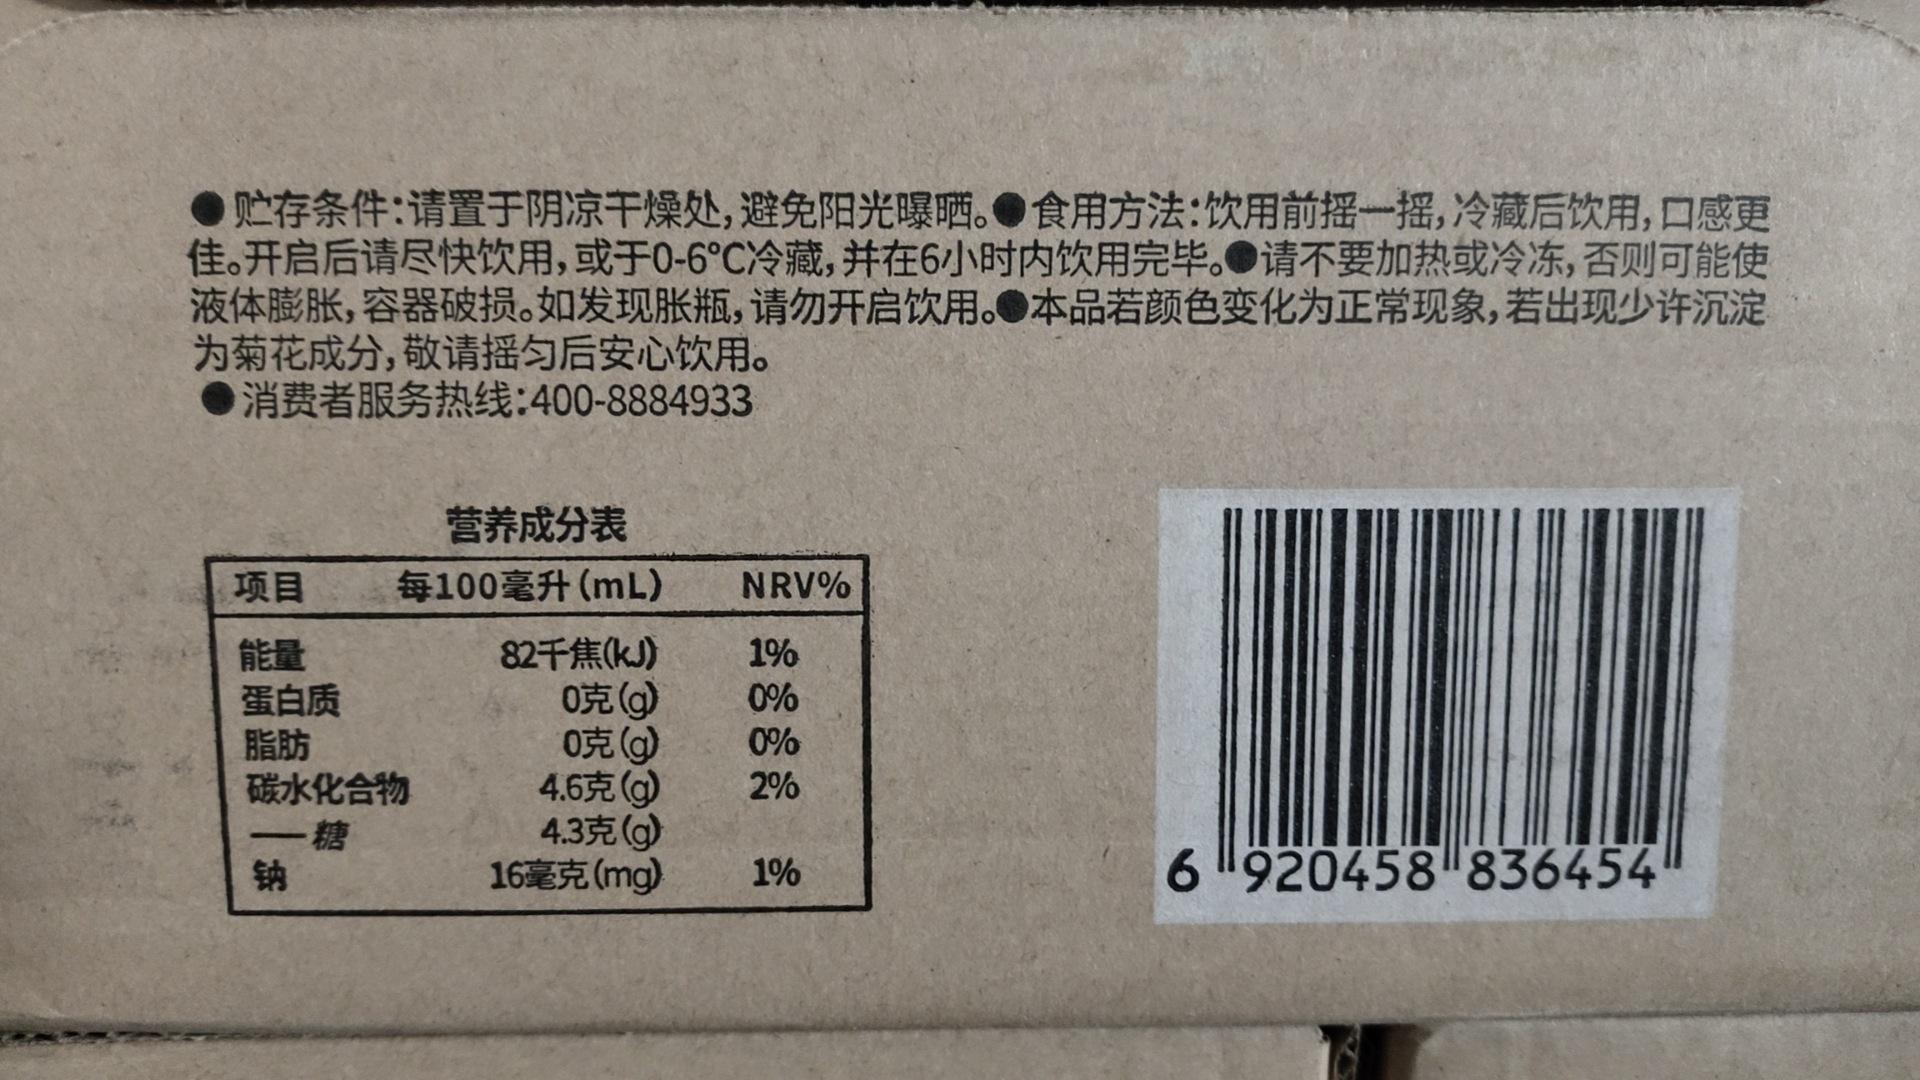 ●贮存条件:请置于阴凉干燥处,避免阳光曝晒。●食用方法:饮用前摇一摇,冷藏后饮用,口感更
佳。开启后请尽快饮用,或于0-6℃冷藏,并在6小时内饮用完毕。●请不要加热或冷冻,否则可能使
液体膨胀,容器破损。如发现胀瓶,请勿开启饮用。●本品若颜色变化为正常现象,若出现少许沉淀
为菊花成分,敬请摇匀后安心饮用。
●消费者服务热线:400-8884933
营养成分表
项目 每100毫升(mL) NRV%
能量 82千焦(kJ) 1%
蛋白质 0克(g) 0%
脂肪 0克(g) 0%
碳水化合物 4.6克(g) 2%
——糖 4.3克(g)
钠 16毫克(mg) 1%
6 920458 836454